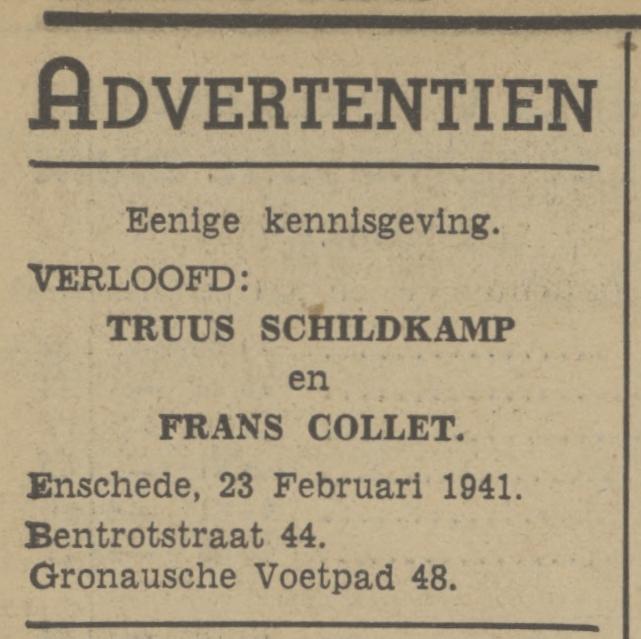 ADVERTENTIEN
Eenige kennisgeving.
VERLOOFD:
TRUUS SCHILDKAMP
en
FRANS COLLET.
Enschede, 23 Februari 1941.
Bentrotstraat 44.
Gronausche Voetpad 48.